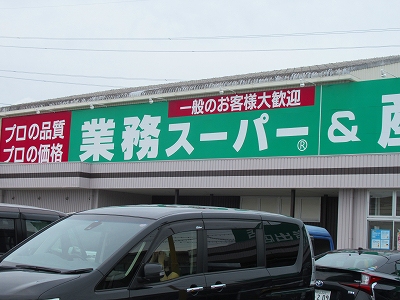 プロの品質
プロの価格
一般のお客様大歓迎
業務スーパー® & 産